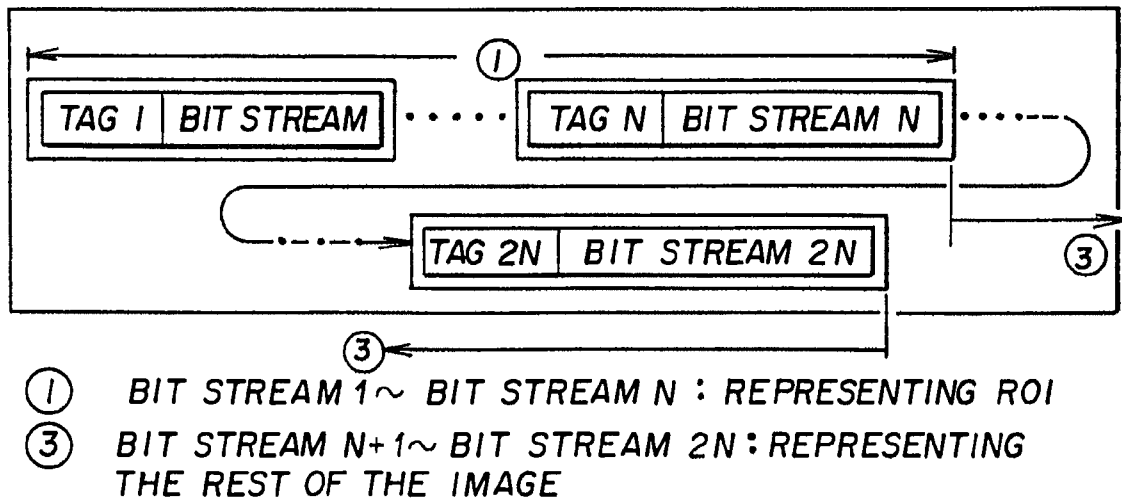 ①
TAG 1 BIT STREAM ····· TAG N BIT STREAM N ····
TAG 2N BIT STREAM 2N
③
③
① BIT STREAM 1~ BIT STREAM N : REPRESENTING ROI
③ BIT STREAM N+1~ BIT STREAM 2N : REPRESENTING
THE REST OF THE IMAGE